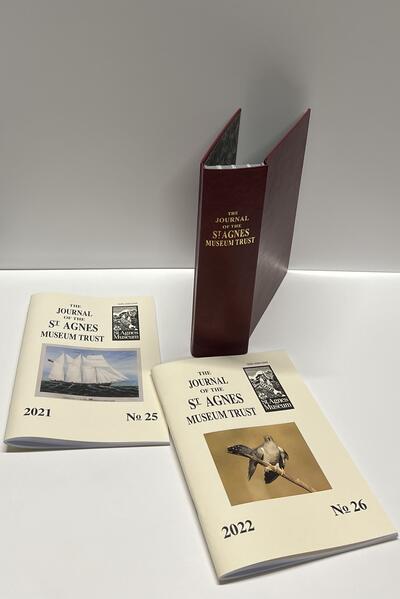 THE
JOURNAL
OF THE
ST AGNES
MUSEUM TRUST
THE
JOURNAL
OF THE
ST AGNES
MUSEUM TRUST
St Agnes
Museum
2021
No 25
THE
JOURNAL
OF THE
ST AGNES
MUSEUM TRUST
St Agnes
Museum
2022
No 26